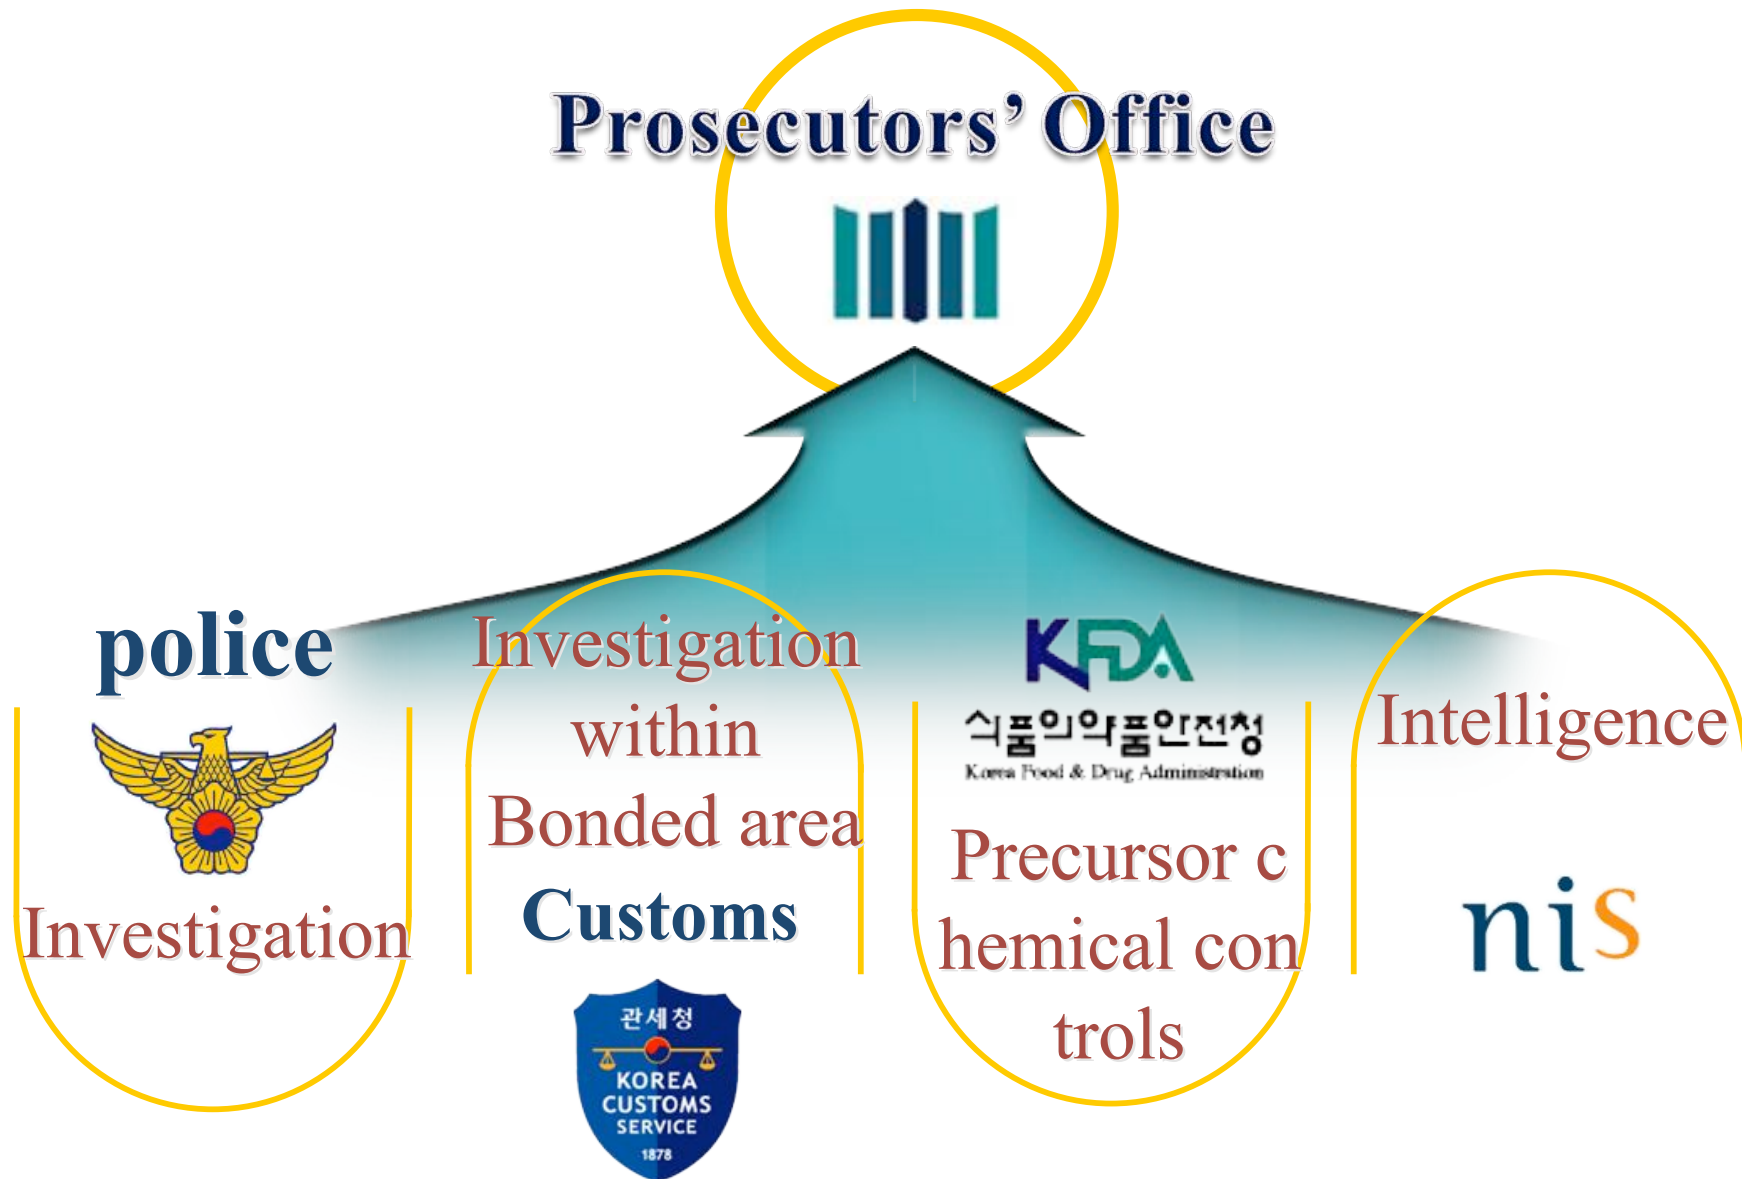 Prosecutors’ Office
police
Investigation
Investigation
within
Bonded area
Customs
관세청
KOREA
CUSTOMS
SERVICE
1878
KFDA
식품의약품안전청
Korea Food & Drug Administration
Precursor c
hemical con
trols
Intelligence
nis